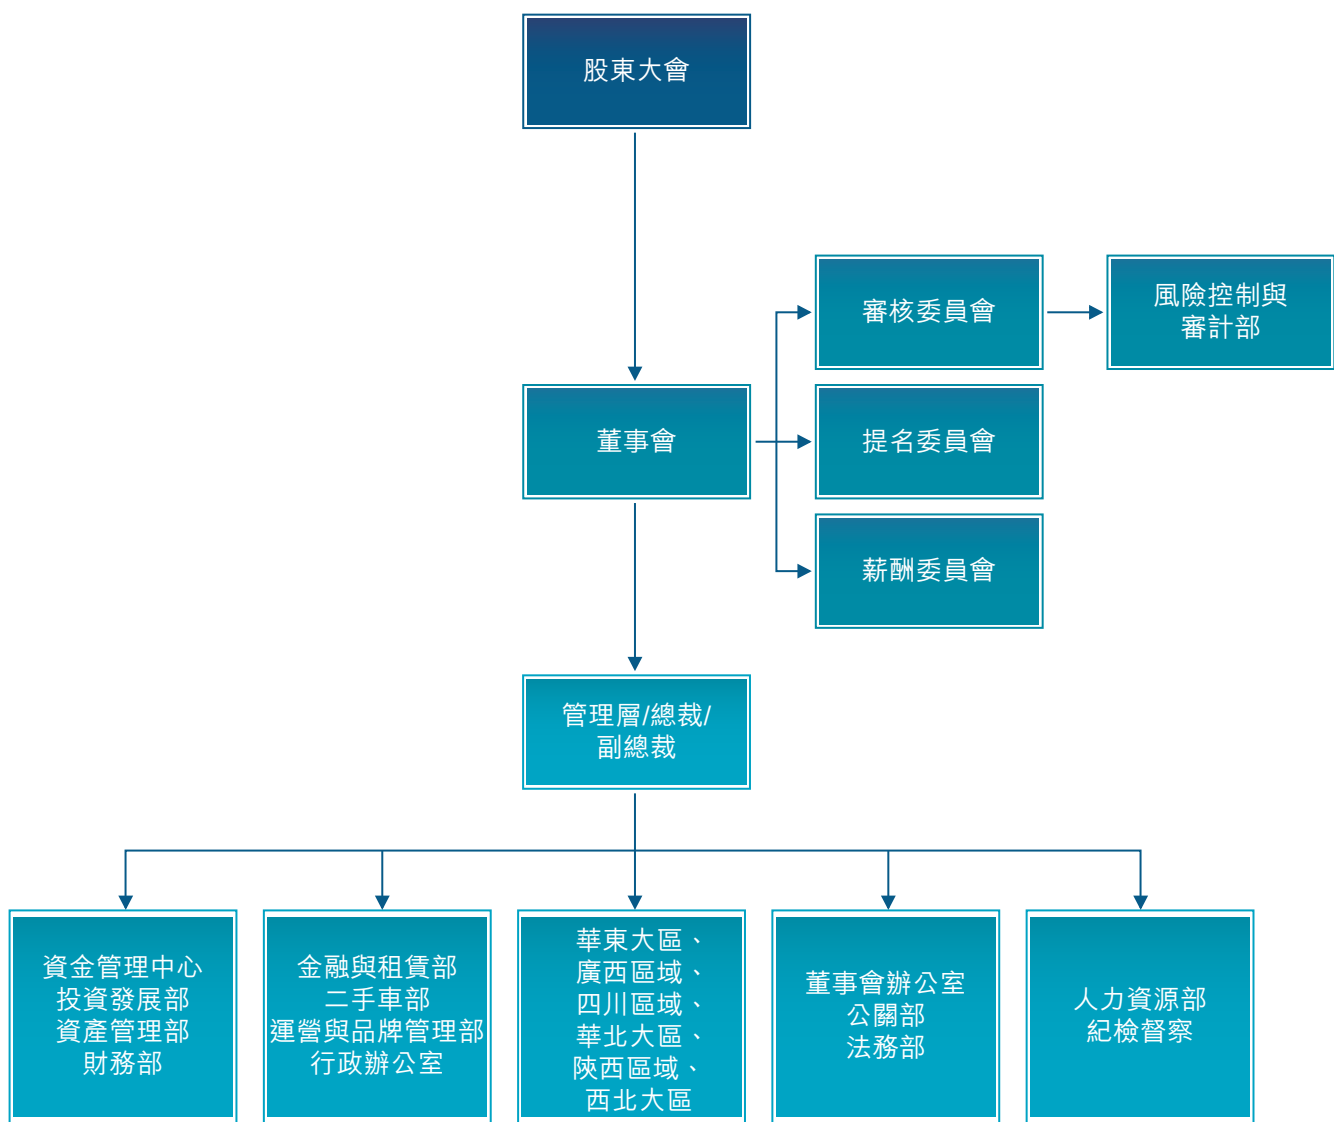 股東大會
審核委員會
風險控制與
審計部
董事會
提名委員會
薪酬委員會
管理層/總裁/
副總裁
資金管理中心
投資發展部
資產管理部
財務部
金融與租賃部
二手車部
運營與品牌管理部
行政辦公室
華東大區、
廣西區域、
四川區域、
華北大區、
陝西區域、
西北大區
董事會辦公室
公關部
法務部
人力資源部
紀檢督察